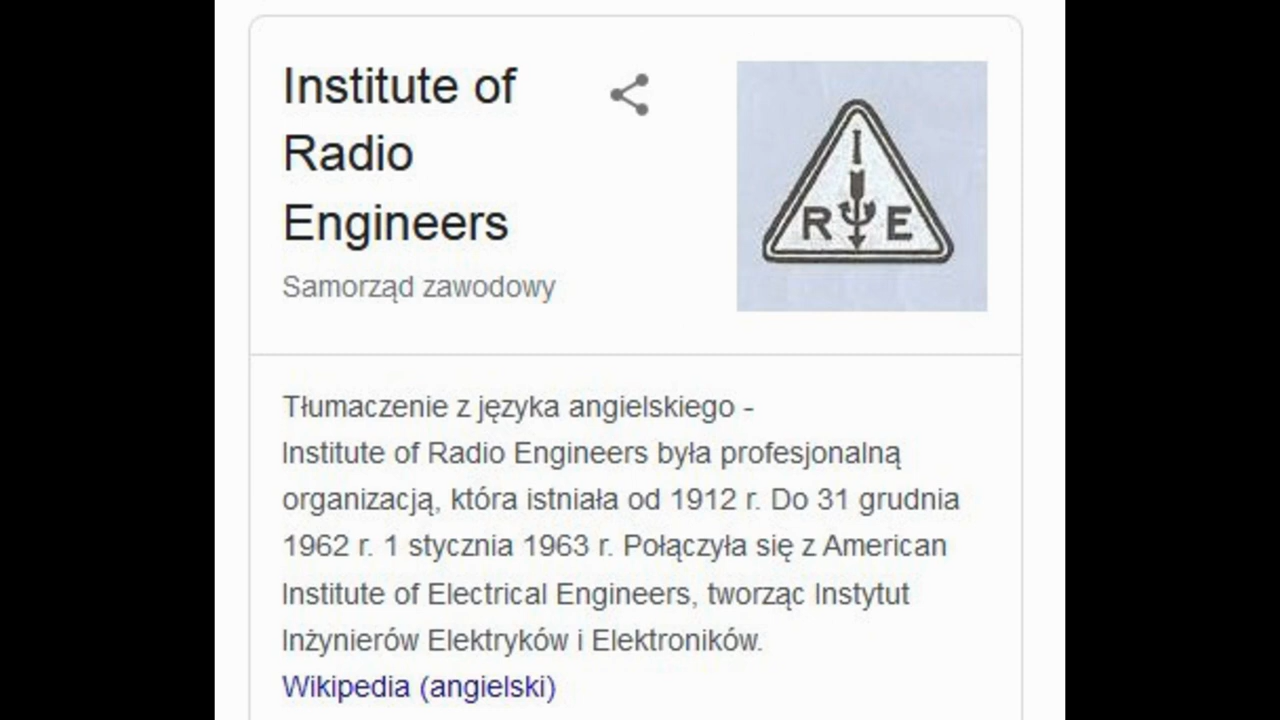 Institute of
Radio
Engineers
Samorząd zawodowy
I
R E
Tłumaczenie z języka angielskiego -
Institute of Radio Engineers była profesjonalną
organizacją, która istniała od 1912 r. Do 31 grudnia
1962 r. 1 stycznia 1963 r. Połączyła się z American
Institute of Electrical Engineers, tworząc Instytut
Inżynierów Elektryków i Elektroników.
Wikipedia (angielski)